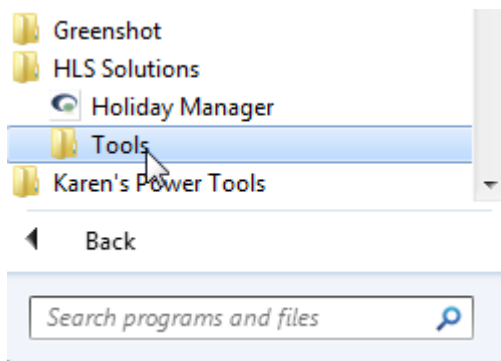 Greenshot
HLS Solutions
Holiday Manager
Tools
Karen's Power Tools
Back
Search programs and files